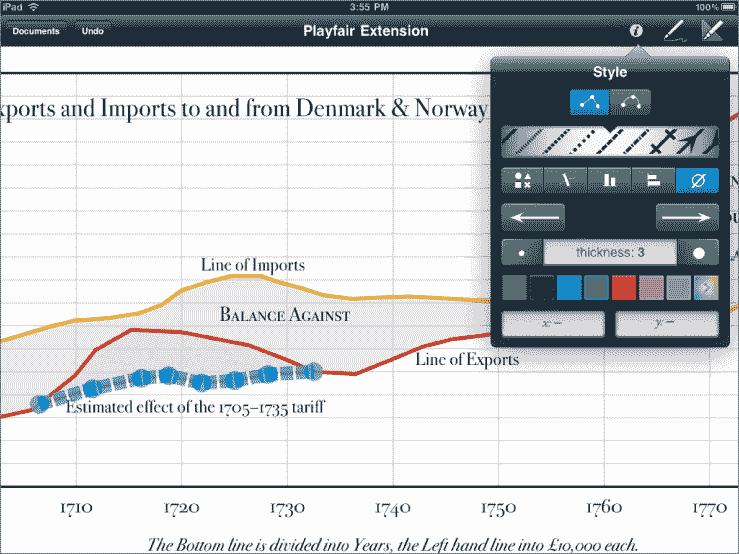 iPad 3:55 PM 100%
Documents Undo Playfair Extension
Style
xports and Imports to and from Denmark & Norway
thickness: 3
x: – y: –
Line of Imports
BALANCE AGAINST
Line of Exports
Estimated effect of the 1705–1735 tariff
1710 1720 1730 1740 1750 1760 1770
The Bottom line is divided into Years, the Left hand line into £10,000 each.